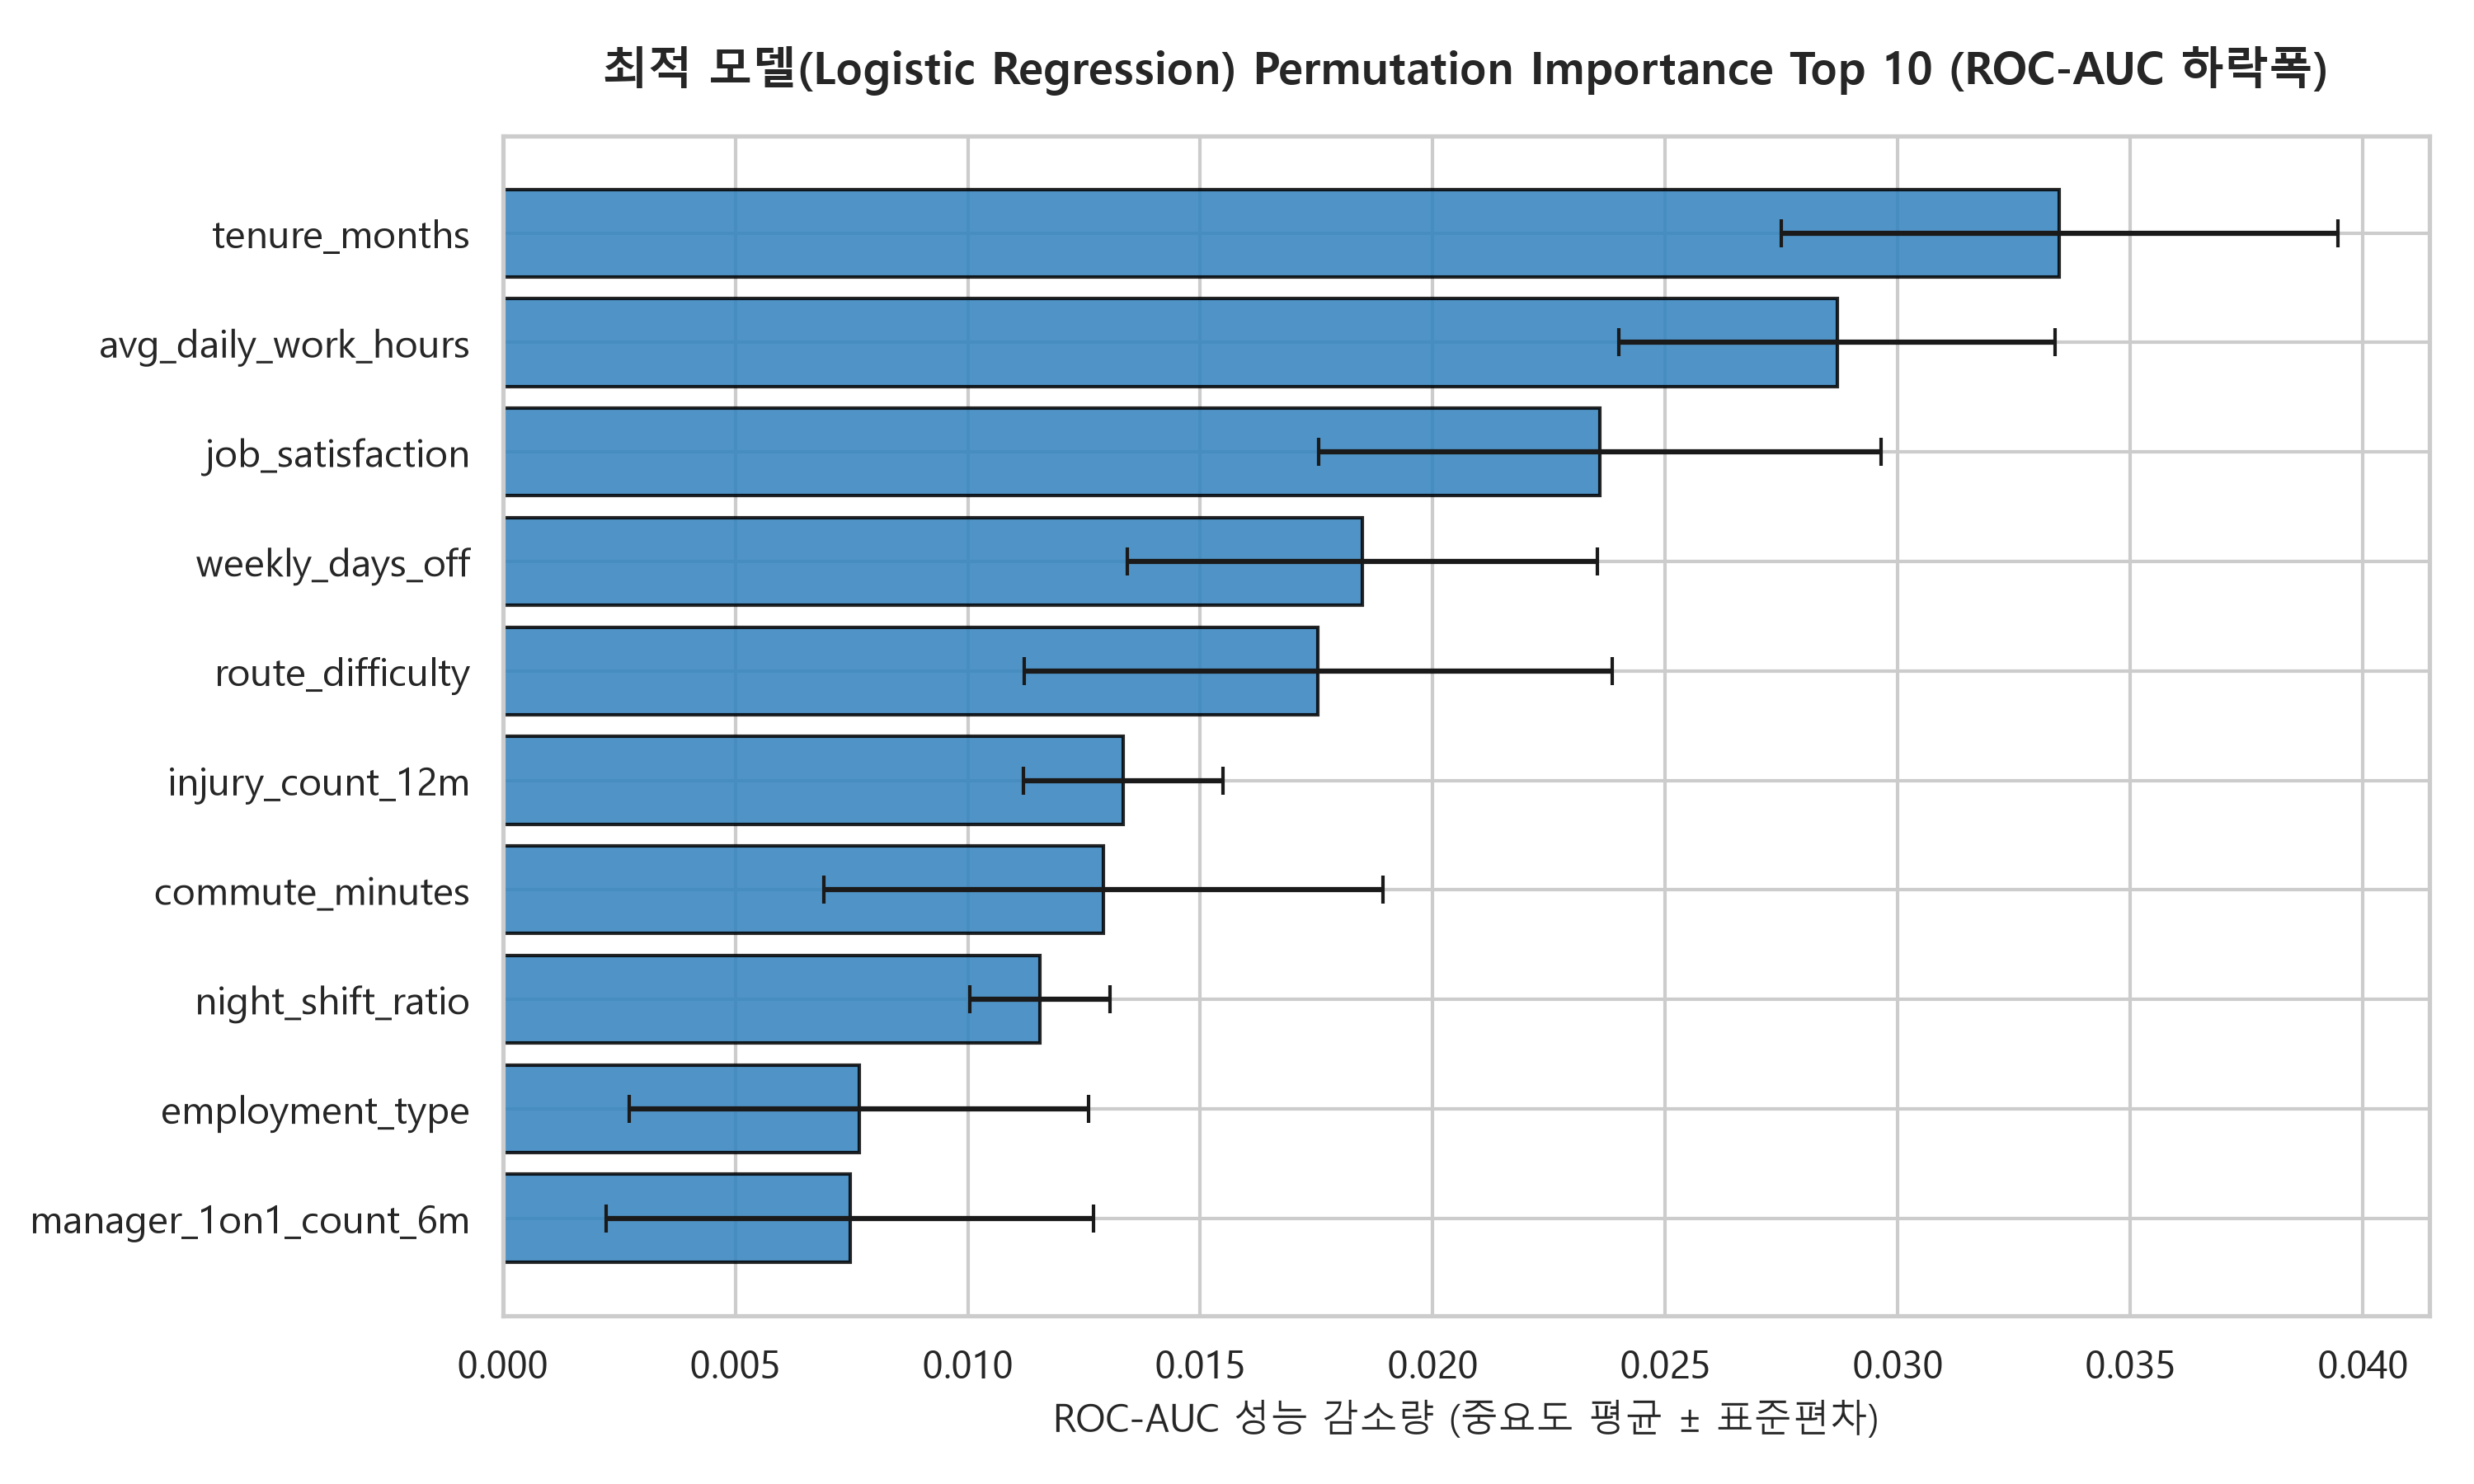 최적 모델(Logistic Regression) Permutation Importance Top 10 (ROC-AUC 하락폭)
tenure_months
avg_daily_work_hours
job_satisfaction
weekly_days_off
route_difficulty
injury_count_12m
commute_minutes
night_shift_ratio
employment_type
manager_1on1_count_6m
0.000 0.005 0.010 0.015 0.020 0.025 0.030 0.035 0.040
ROC-AUC 성능 감소량 (중요도 평균 ± 표준편차)